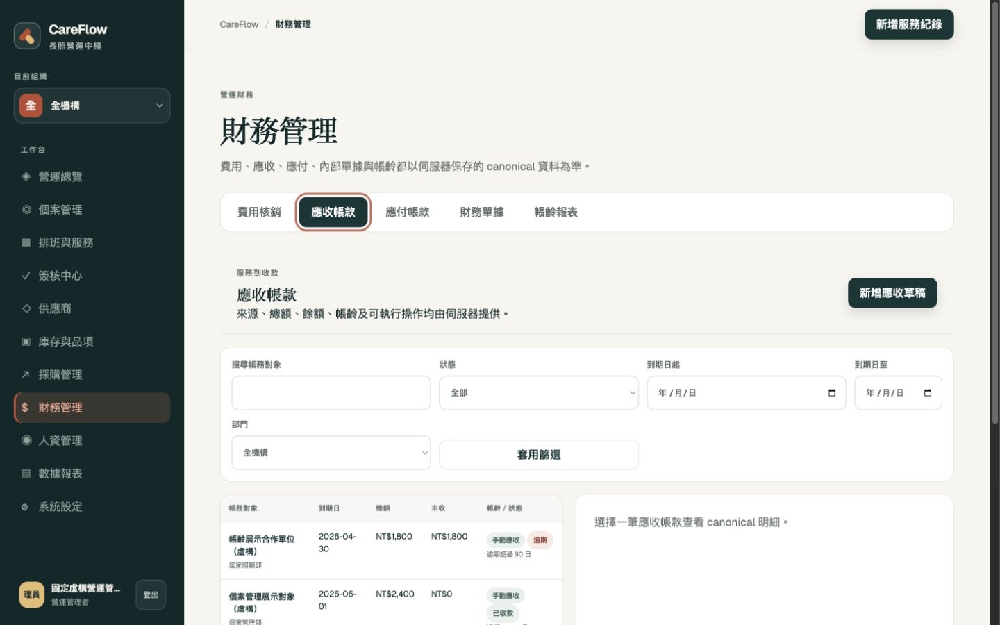 CareFlow
長照營運中樞
目前組織
全 全機構
工作台
營運總覽
個案管理
排班與服務
簽核中心
供應商
庫存與品項
採購管理
$ 財務管理
人資管理
數據報表
系統設定
理員 固定虛構營運管...
營運管理者
登出
CareFlow / 財務管理
新增服務紀錄
營運財務
財務管理
費用、應收、應付、內部單據與帳齡都以伺服器保存的 canonical 資料為準。
費用核銷 應收帳款 應付帳款 財務單據 帳齡報表
服務到收款
應收帳款
來源、總額、餘額、帳齡及可執行操作均由伺服器提供。
新增應收草稿
搜尋帳務對象 狀態 到期日起 到期日至
全部 年 /月/日 年 /月/日
部門
全機構 套用篩選
帳務對象 到期日 總額 未收 帳齡 / 狀態
帳齡展示合作單位
（虛構）
居家照顧部
2026-04-
30
NT$1,800 NT$1,800
手動應收 逾期
逾期超過 90 日
個案管理展示對象
（虛構）
個案管理部
2026-06-
01
NT$2,400 NT$0
手動應收
已收款
選擇一筆應收帳款查看 canonical 明細。